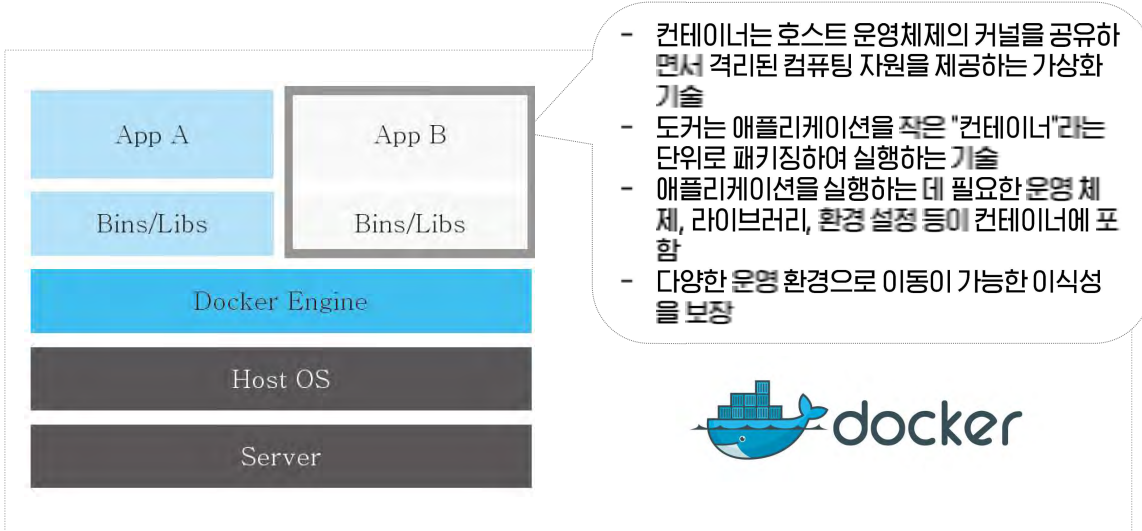 App A
App B
Bins/Libs
Bins/Libs
Docker Engine
Host OS
Server
- 컨테이너는 호스트 운영체제의 커널을 공유하
면서 격리된 컴퓨팅 자원을 제공하는 가상화
기술
- 도커는 애플리케이션을 작은 "컨테이너"라는
단위로 패키징하여 실행하는 기술
- 애플리케이션을 실행하는 데 필요한 운영 체
제, 라이브러리, 환경 설정 등이 컨테이너에 포
함
- 다양한 운영 환경으로 이동이 가능한 이식성
을 보장
docker